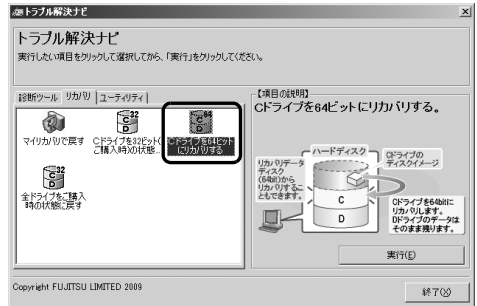 トラブル解決ナビ
トラブル解決ナビ
実行したい項目をクリックして選択してから、「実行」をクリックしてください。
診断ツール リカバリ ユーティリティ
マイリカバリで戻す
Cドライブを32ビット(ご購入時)の状態...
Cドライブを64ビットにリカバリする
全ドライブをご購入時の状態に戻す
【項目の説明】
Cドライブを64ビットにリカバリする。
ハードディスク
Cドライブの
ディスクイメージ
リカバリデータ
ディスク
(64bit)から
リカバリするこ
ともできます。
C
D
Cドライブを64bitに
リカバリします。
Dドライブのデータは
そのまま残ります。
実行(E)
Copyright FUJITSU LIMITED 2009
終了(X)